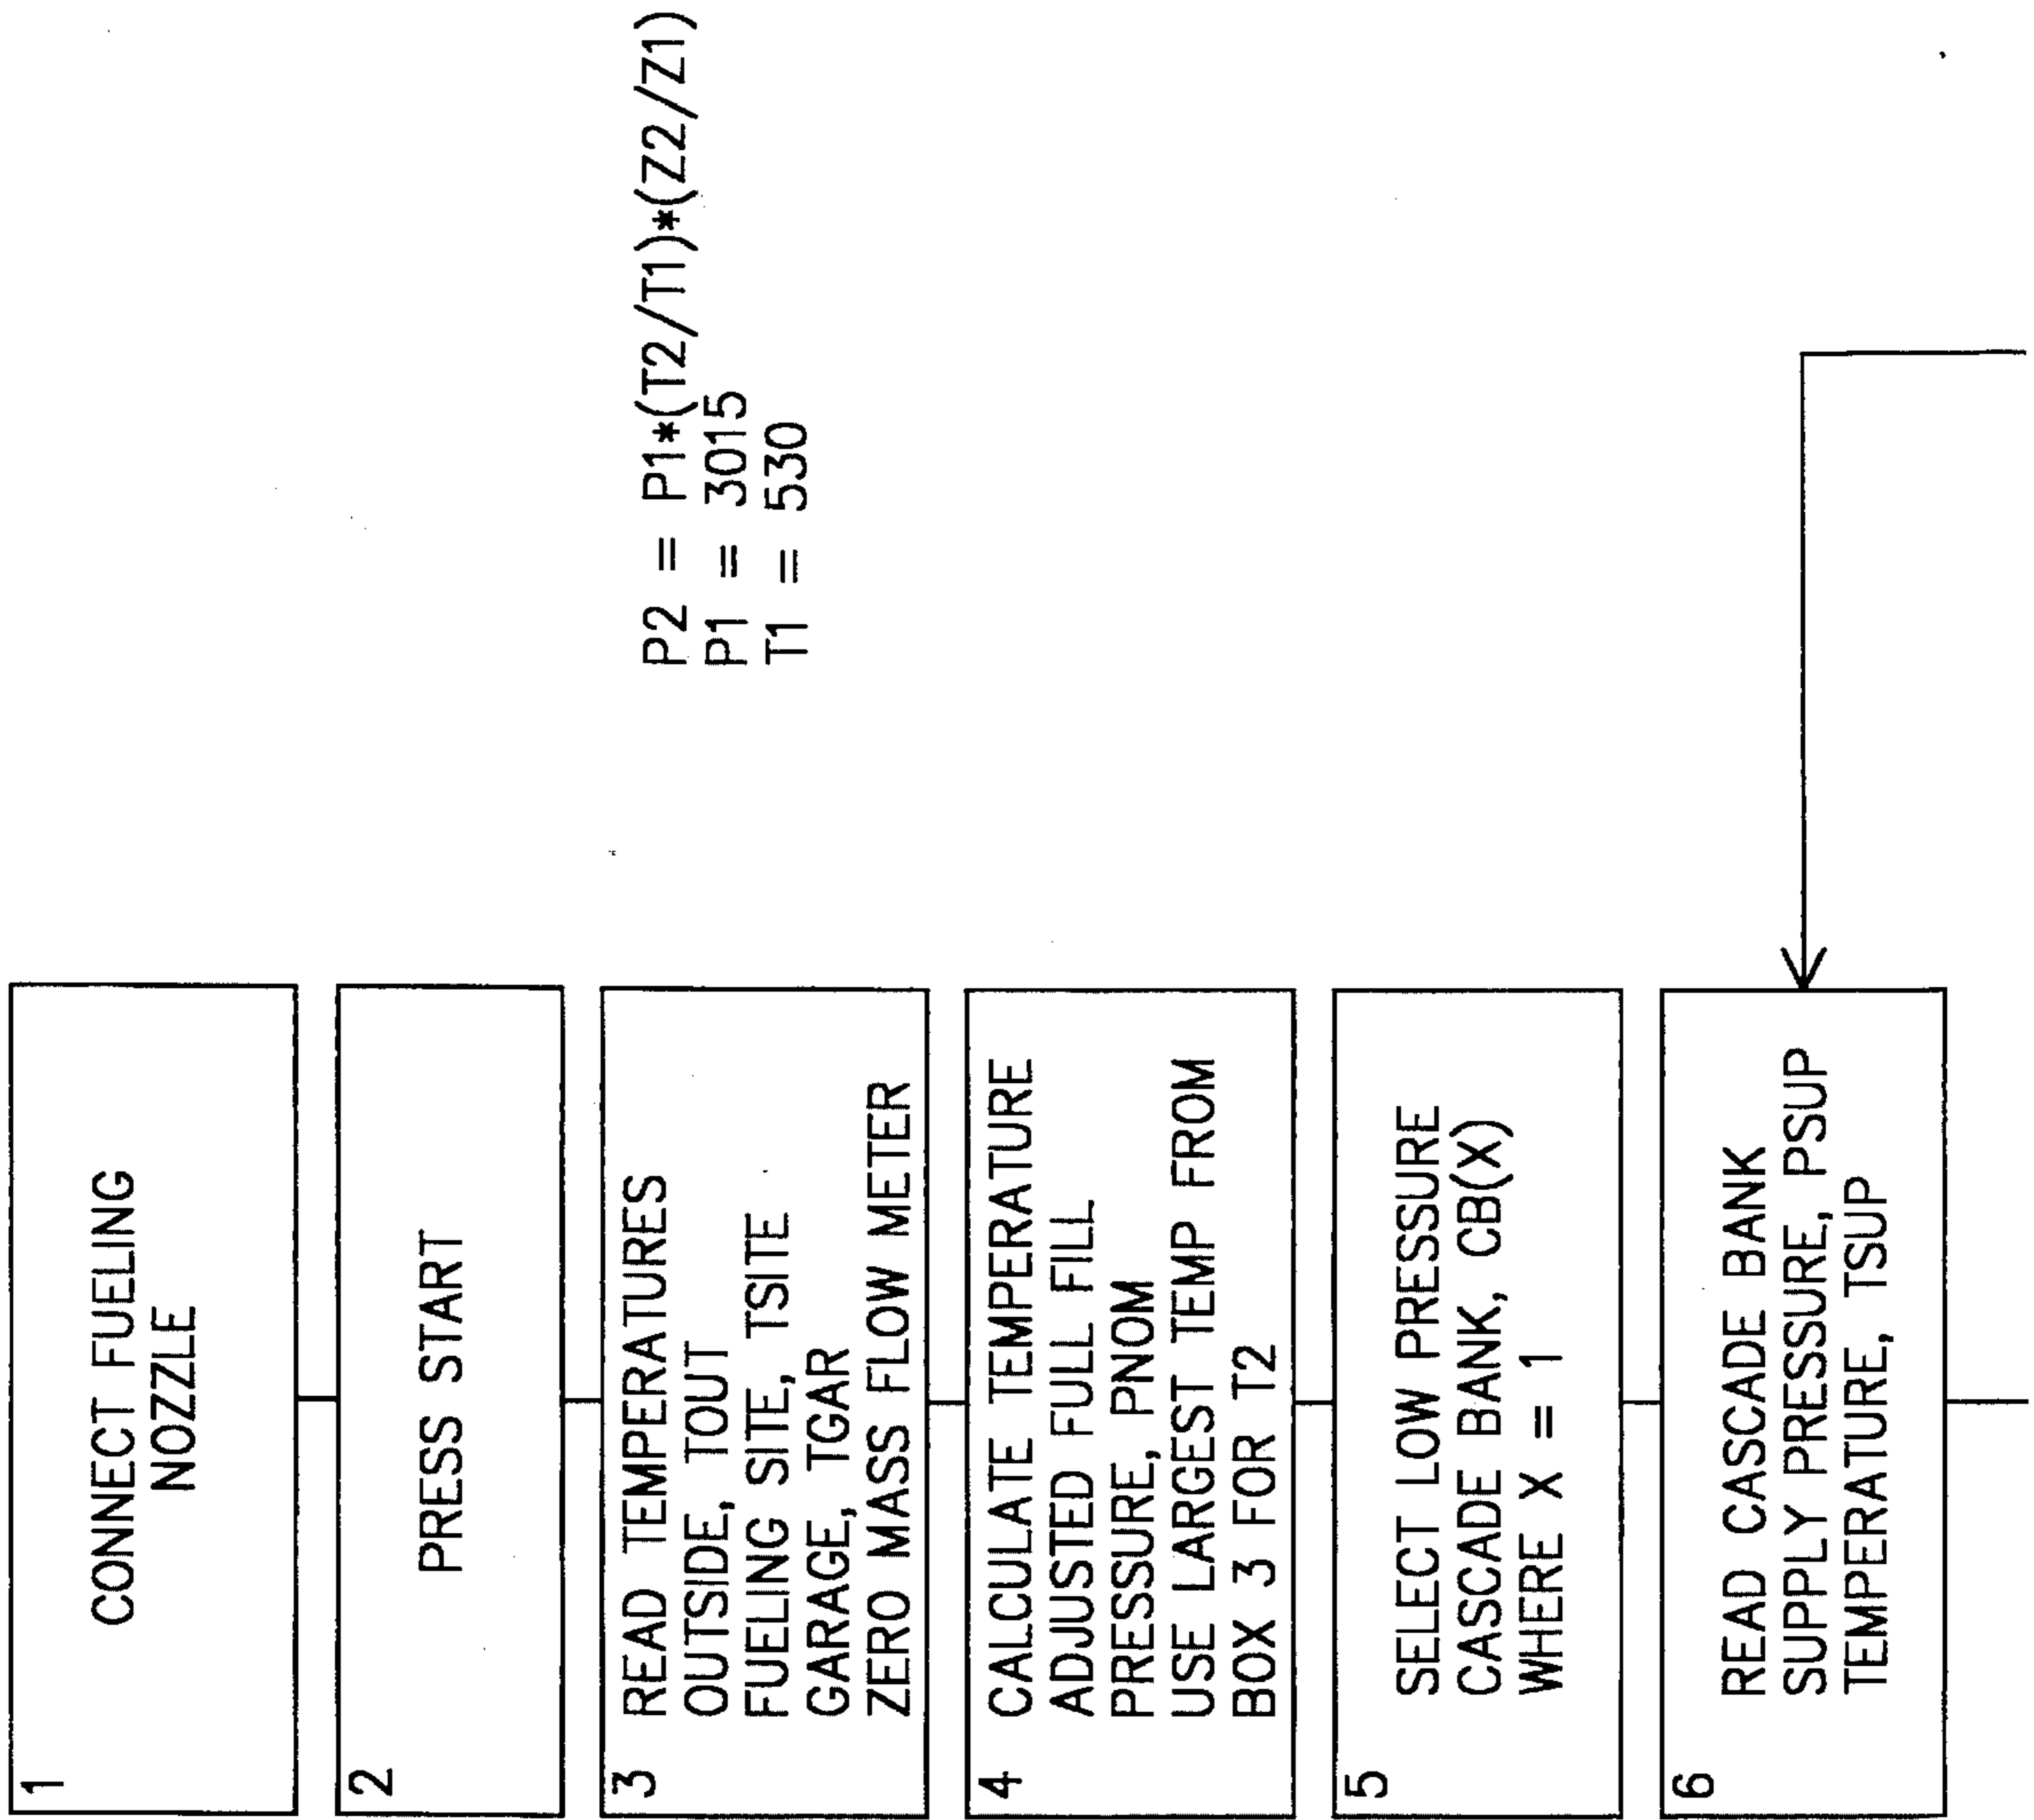 1
CONNECT FUELING
NOZZLE
2
PRESS START
3
READ TEMPERATURES
OUTSIDE, TOUT
FUELING SITE, TSITE
GARAGE, TGAR
ZERO MASS FLOW METER
P2 = P1*(T2/T1)*(Z2/Z1)
P1 = 3015
T1 = 530
4
CALCULATE TEMPERATURE
ADJUSTED FULL FILL
PRESSURE, PNOM
USE LARGEST TEMP FROM
BOX 3 FOR T2
5
SELECT LOW PRESSURE
CASCADE BANK, CB(X)
WHERE X = 1
6
READ CASCADE BANK
SUPPLY PRESSURE, PSUP
TEMPERATURE, TSUP